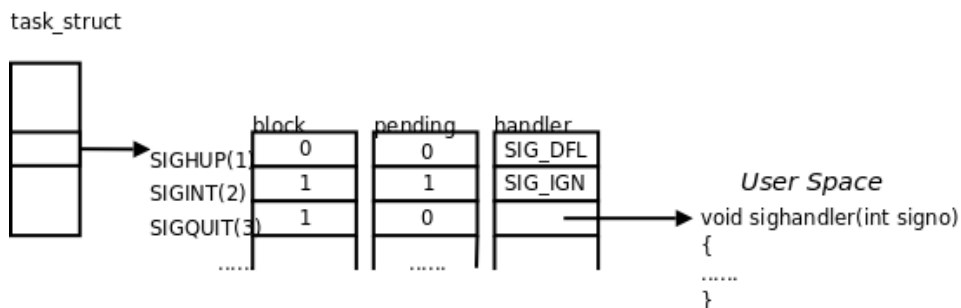 task_struct
block pending handler
SIGHUP(1) 0 0 SIG_DFL
SIGINT(2) 1 1 SIG_IGN
User Space
SIGQUIT(3) 1 0 void sighandler(int signo)
{
...... ...... ......
}